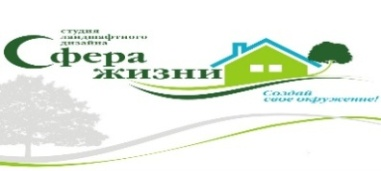 студия
ландшафтного
дизайна
Сфера
жизни
Создай
свое окружение!